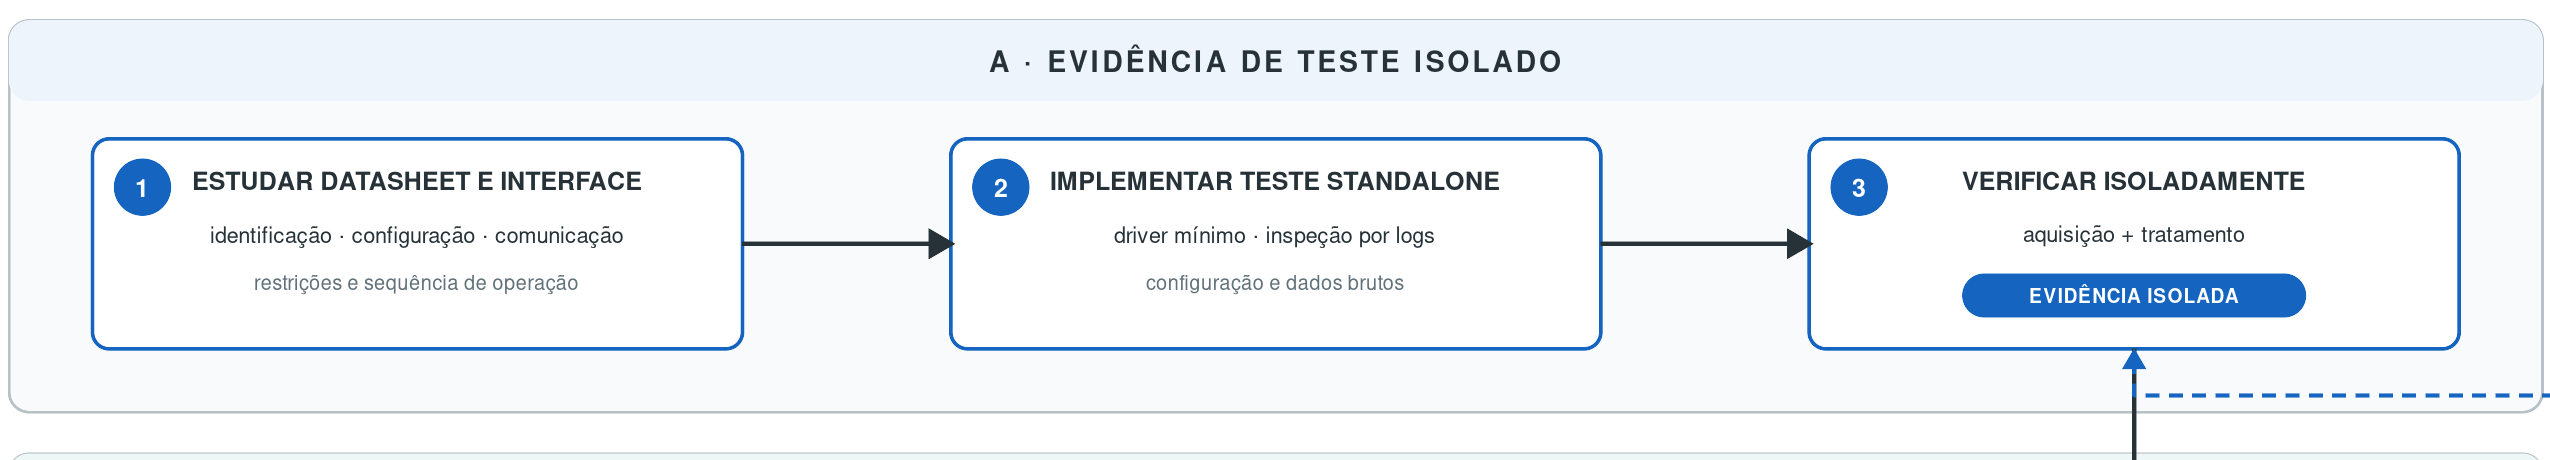 A · EVIDÊNCIA DE TESTE ISOLADO
1 ESTUDAR DATASHEET E INTERFACE
identificação · configuração · comunicação
restrições e sequência de operação
2 IMPLEMENTAR TESTE STANDALONE
driver mínimo · inspeção por logs
configuração e dados brutos
3 VERIFICAR ISOLADAMENTE
aquisição + tratamento
EVIDÊNCIA ISOLADA